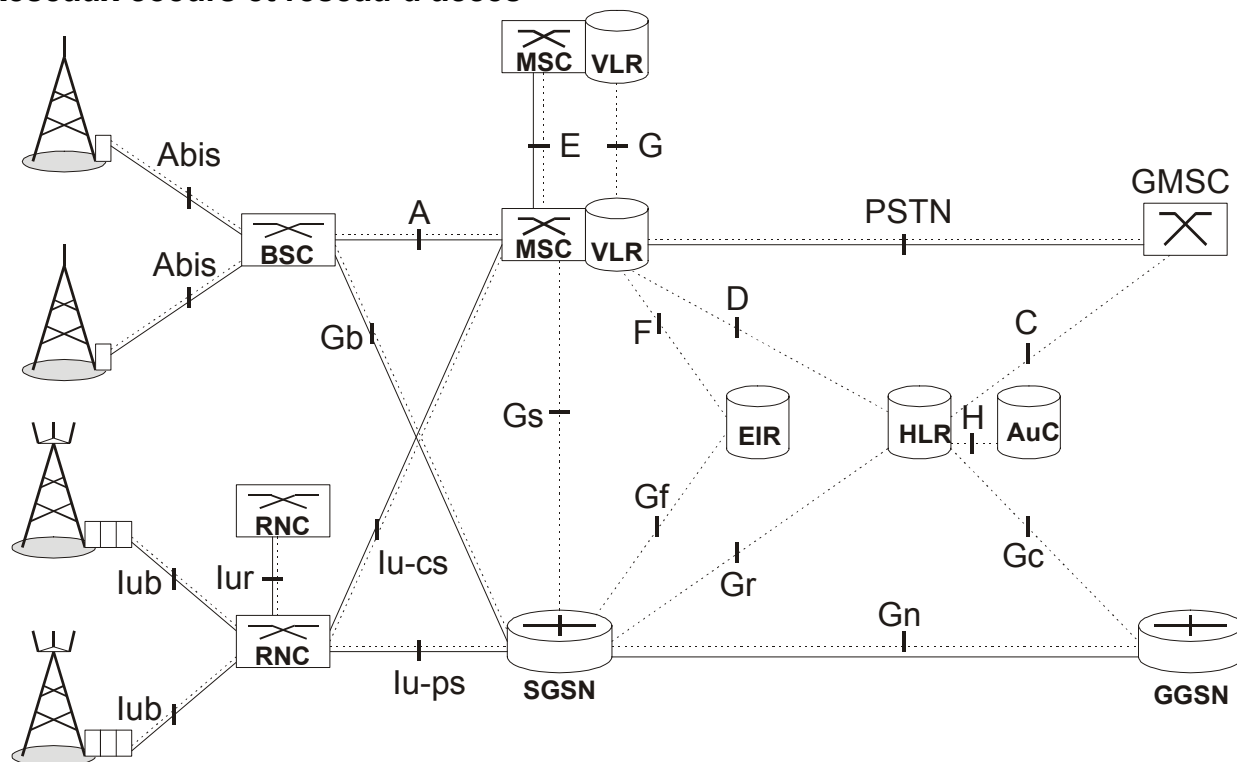 MSC
VLR
Abis
E
G
GMSC
A
PSTN
BSC
MSC
VLR
Abis
D
Gb
F
C
Gs
EIR
HLR
H
AuC
RNC
Gf
Iub
Iur
Iu-cs
Gr
Gc
RNC
Gn
Iub
Iu-ps
SGSN
GGSN